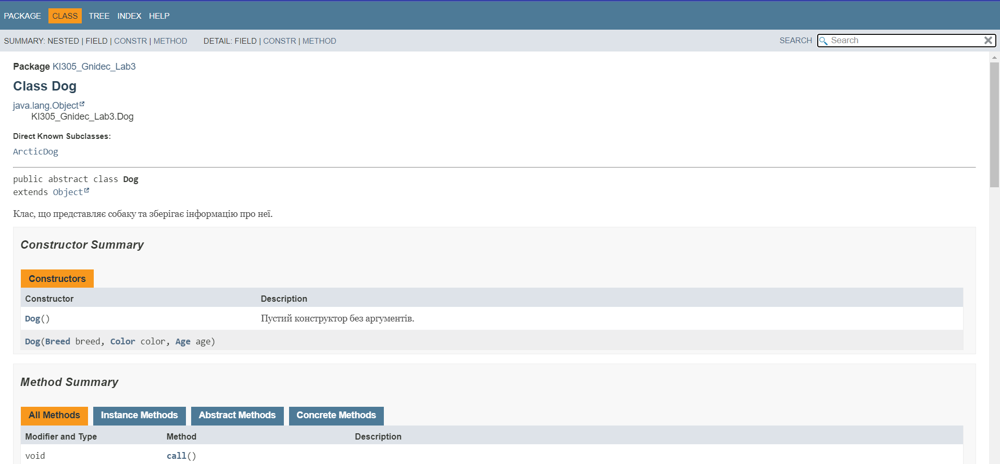 PACKAGE CLASS TREE INDEX HELP
SUMMARY: NESTED | FIELD | CONSTR | METHOD DETAIL: FIELD | CONSTR | METHOD SEARCH Search
Package KI305_Gnidec_Lab3
Class Dog
java.lang.Object
KI305_Gnidec_Lab3.Dog
Direct Known Subclasses:
ArcticDog
public abstract class Dog
extends Object
Клас, що представляє собаку та зберігає інформацію про неї.
Constructor Summary
Constructors
Constructor Description
Dog() Пустий конструктор без аргументів.
Dog(Breed breed, Color color, Age age)
Method Summary
All Methods Instance Methods Abstract Methods Concrete Methods
Modifier and Type Method Description
void call()